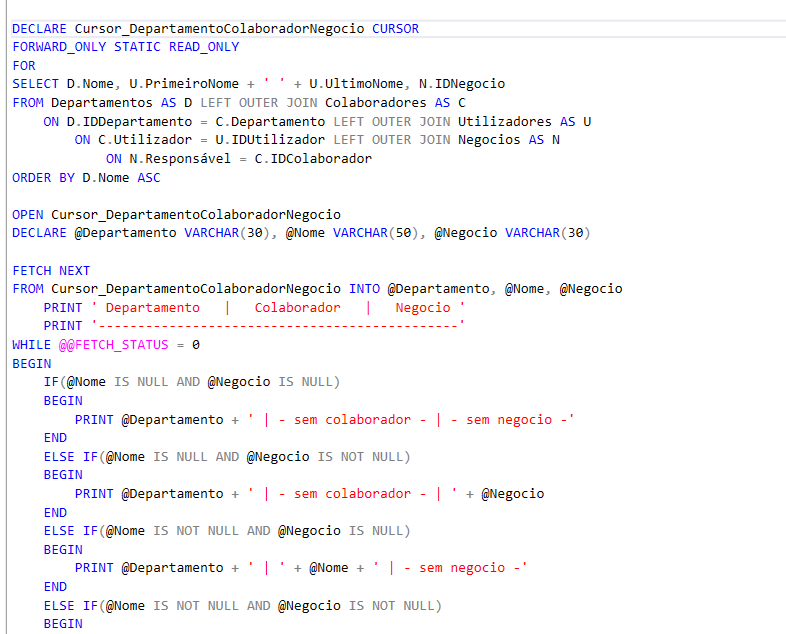 DECLARE Cursor_DepartamentoColaboradorNegocio CURSOR
FORWARD_ONLY STATIC READ_ONLY
FOR
SELECT D.Nome, U.PrimeiroNome + ' ' + U.UltimoNome, N.IDNegocio
FROM Departamentos AS D LEFT OUTER JOIN Colaboradores AS C
    ON D.IDDepartamento = C.Departamento LEFT OUTER JOIN Utilizadores AS U
        ON C.Utilizador = U.IDUtilizador LEFT OUTER JOIN Negocios AS N
            ON N.Responsável = C.IDColaborador
ORDER BY D.Nome ASC
OPEN Cursor_DepartamentoColaboradorNegocio
DECLARE @Departamento VARCHAR(30), @Nome VARCHAR(50), @Negocio VARCHAR(30)
FETCH NEXT
FROM Cursor_DepartamentoColaboradorNegocio INTO @Departamento, @Nome, @Negocio
    PRINT ' Departamento   |   Colaborador   |   Negocio '
    PRINT '----------------------------------------------'
WHILE @@FETCH_STATUS = 0
BEGIN
    IF(@Nome IS NULL AND @Negocio IS NULL)
    BEGIN
        PRINT @Departamento + ' | - sem colaborador - | - sem negocio -'
    END
    ELSE IF(@Nome IS NULL AND @Negocio IS NOT NULL)
    BEGIN
        PRINT @Departamento + ' | - sem colaborador - | ' + @Negocio
    END
    ELSE IF(@Nome IS NOT NULL AND @Negocio IS NULL)
    BEGIN
        PRINT @Departamento + ' | ' + @Nome + ' | - sem negocio -'
    END
    ELSE IF(@Nome IS NOT NULL AND @Negocio IS NOT NULL)
    BEGIN